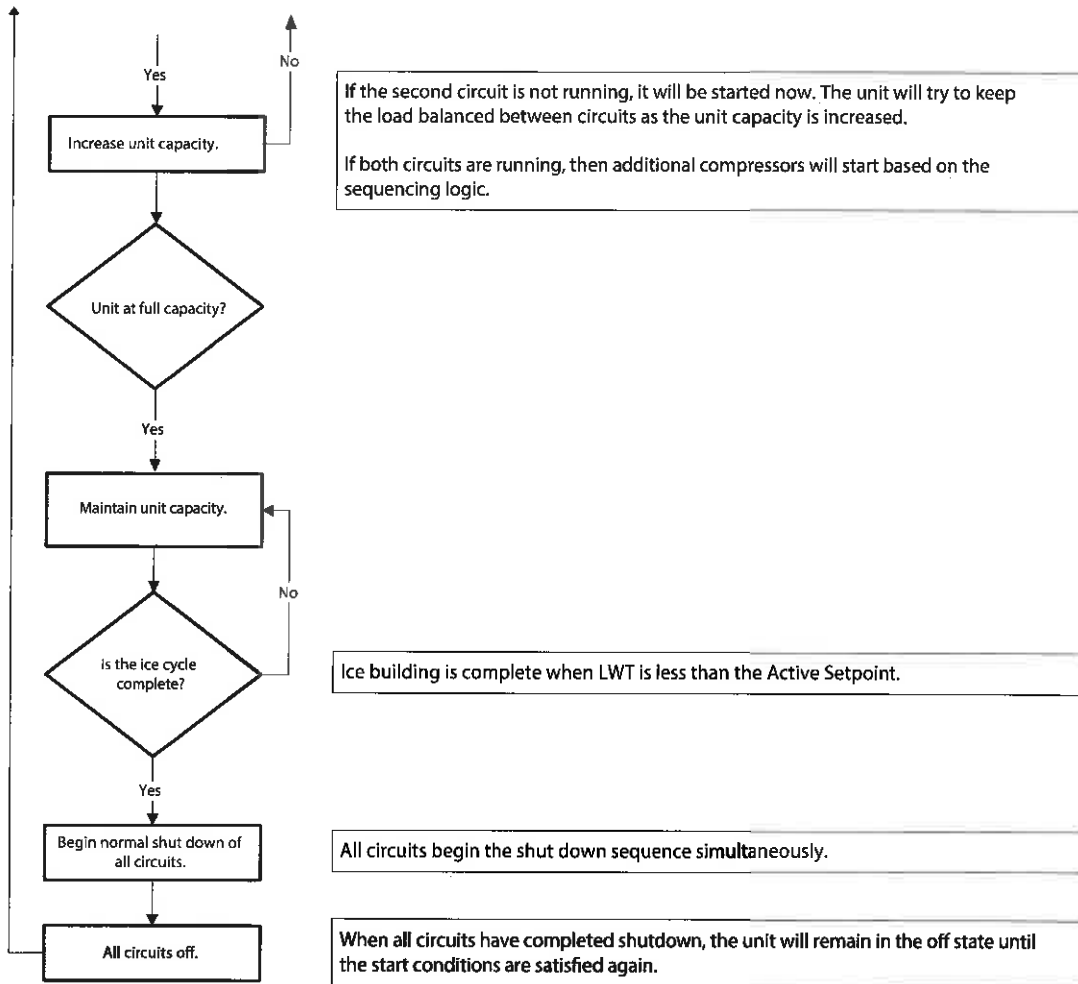 No
Yes
If the second circuit is not running, it will be started now. The unit will try to keep
the load balanced between circuits as the unit capacity is increased.
If both circuits are running, then additional compressors will start based on the
sequencing logic.
Increase unit capacity.
Unit at full capacity?
Yes
Maintain unit capacity.
No
is the ice cycle
complete?
Ice building is complete when LWT is less than the Active Setpoint.
Yes
Begin normal shut down of
all circuits.
All circuits begin the shut down sequence simultaneously.
All circuits off.
When all circuits have completed shutdown, the unit will remain in the off state until
the start conditions are satisfied again.